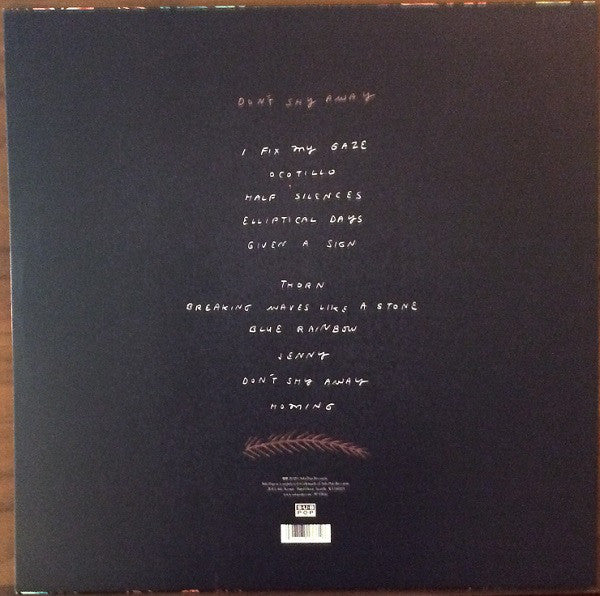 DON'T SHY AWAY
I FIX MY GAZE
OCOTILLO
HALF SILENCES
ELLIPTICAL DAYS
GIVEN A SIGN
THORN
BREAKING WAVES LIKE A STONE
BLUE RAINBOW
JENNY
DON'T SHY AWAY
HOMING
SUB
POP